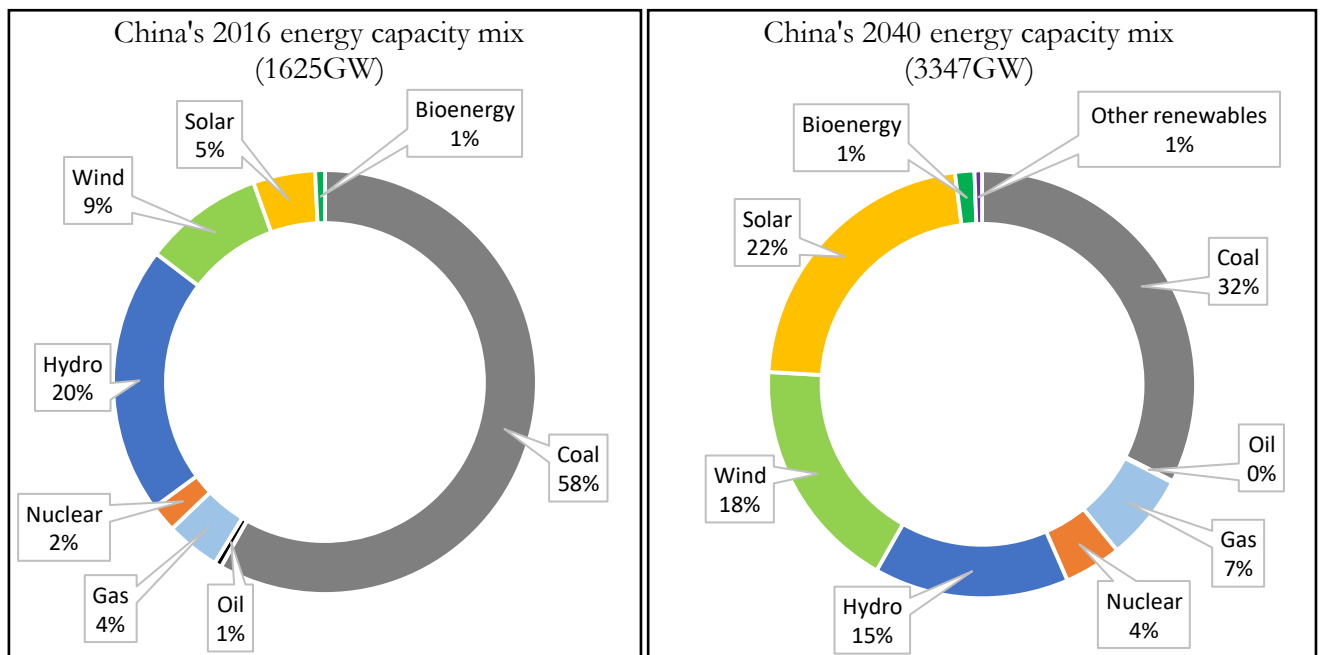 China's 2016 energy capacity mix
(1625GW)
Bioenergy
1%
Solar
5%
Wind
9%
Hydro
20%
Coal
58%
Nuclear
2%
Gas
4%
Oil
1%
China's 2040 energy capacity mix
(3347GW)
Bioenergy
1%
Other renewables
1%
Solar
22%
Coal
32%
Oil
0%
Wind
18%
Gas
7%
Hydro
15%
Nuclear
4%